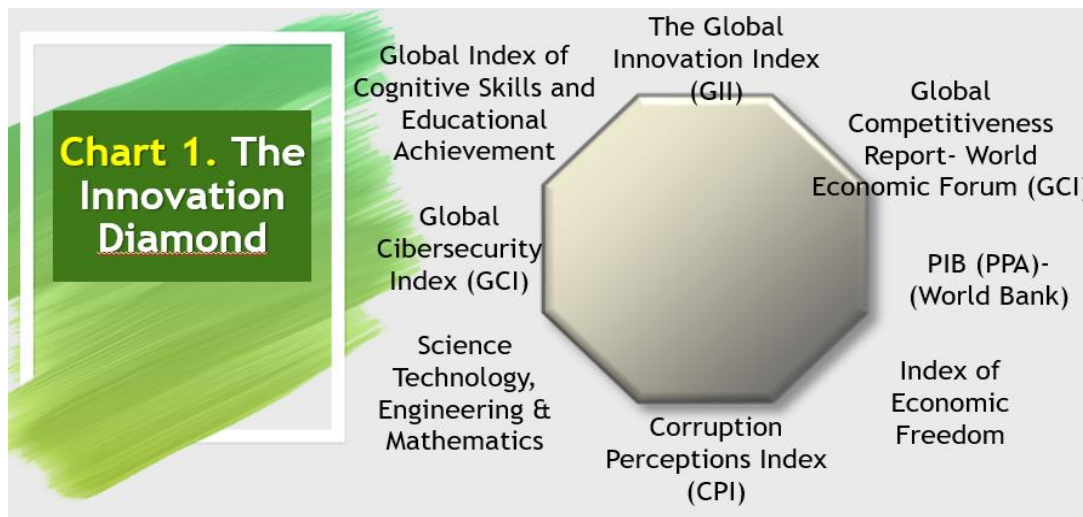 Chart 1. The
Innovation
Diamond
The Global
Innovation Index
(GII)
Global
Competitiveness
Report- World
Economic Forum (GCI)
PIB (PPA)-
(World Bank)
Index of
Economic
Freedom
Corruption
Perceptions Index
(CPI)
Science
Technology,
Engineering &
Mathematics
Global
Cibersecurity
Index (GCI)
Global Index of
Cognitive Skills and
Educational
Achievement